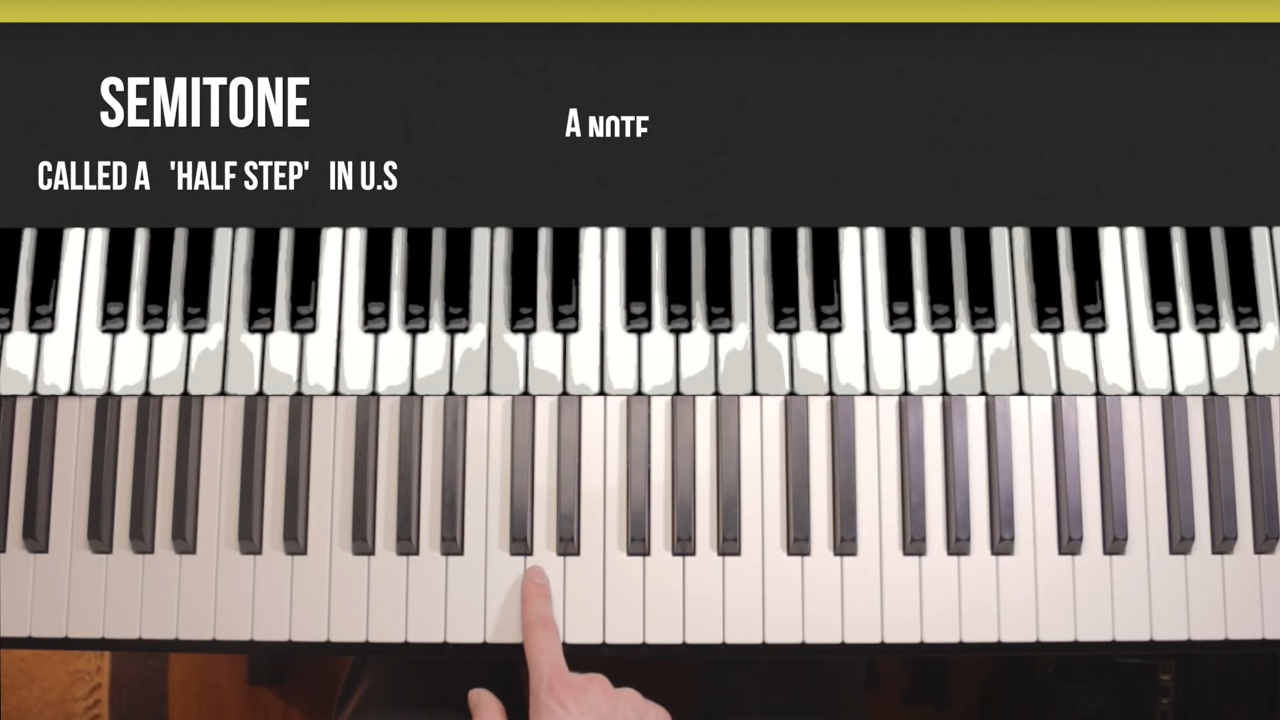 SEMITONE
CALLED A 'HALF STEP' IN U.S
A NOTE